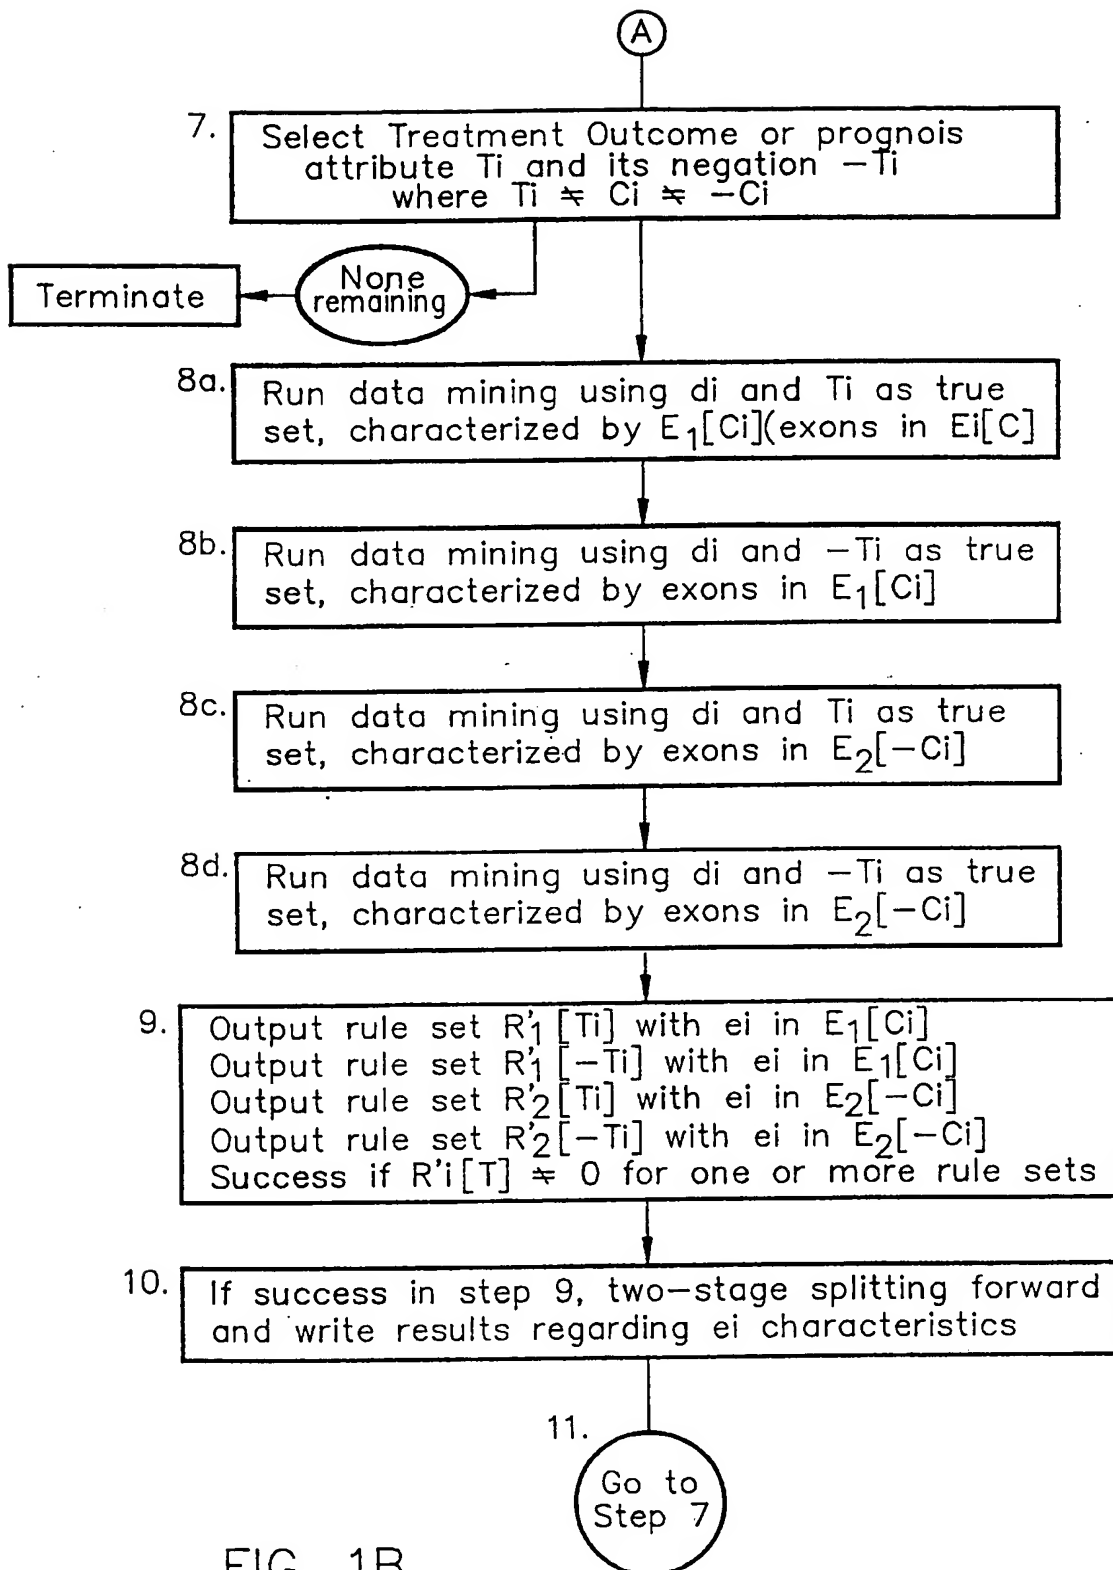 A
7.
Select Treatment Outcome or prognois
attribute Ti and its negation –Ti
where Ti ≠ Ci ≠ –Ci
None
remaining
Terminate
8a.
Run data mining using di and Ti as true
set, characterized by E₁[Ci](exons in Ei[C]
8b.
Run data mining using di and –Ti as true
set, characterized by exons in E₁[Ci]
8c.
Run data mining using di and Ti as true
set, characterized by exons in E₂[–Ci]
8d.
Run data mining using di and –Ti as true
set, characterized by exons in E₂[–Ci]
9.
Output rule set R'₁[Ti] with ei in E₁[Ci]
Output rule set R'₁[–Ti] with ei in E₁[Ci]
Output rule set R'₂[Ti] with ei in E₂[–Ci]
Output rule set R'₂[–Ti] with ei in E₂[–Ci]
Success if R'i[T] ≠ 0 for one or more rule sets
10.
If success in step 9, two–stage splitting forward
and write results regarding ei characteristics
11.
Go to
Step 7
FIG. 1B